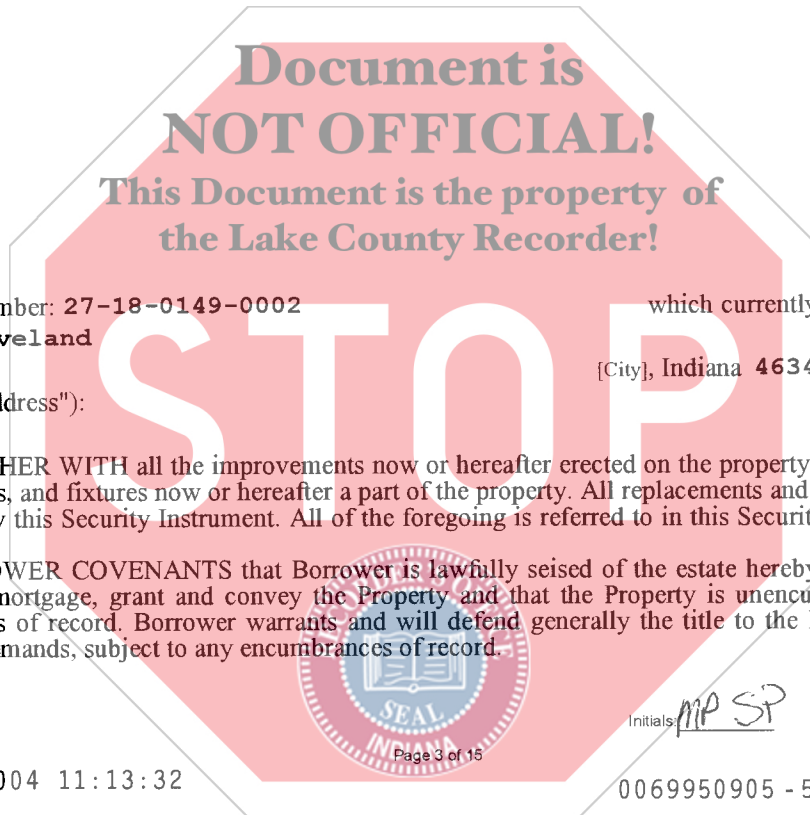 Document is
NOT OFFICIAL!
This Document is the property of
the Lake County Recorder!
STOP
mber: 27-18-0149-0002 which currently
veland
[City], Indiana 4634
ddress"):
HER WITH all the improvements now or hereafter erected on the property
s, and fixtures now or hereafter a part of the property. All replacements and
y this Security Instrument. All of the foregoing is referred to in this Securit
OWER COVENANTS that Borrower is lawfully seised of the estate hereby
mortgage, grant and convey the Property and that the Property is unencu
s of record. Borrower warrants and will defend generally the title to the
mands, subject to any encumbrances of record.
RECORDER'S OFFICE
SEAL
INDIANA
Initials: MP SP
Page 3 of 15
004 11:13:32 0069950905 - 5